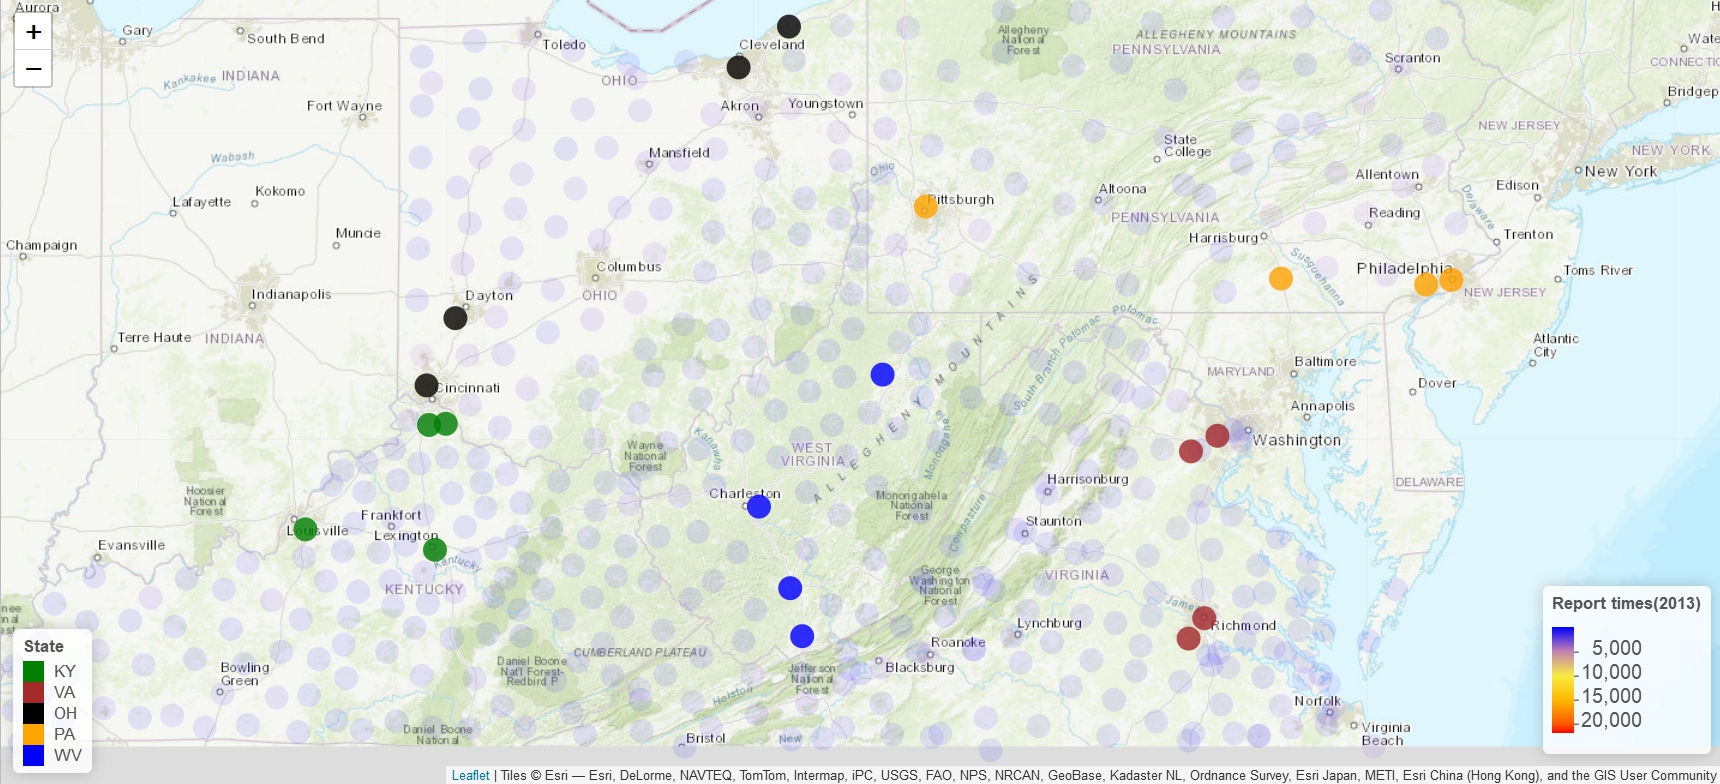 Aurora
+
−
Gary
South Bend
Toledo
Cleveland
Allegheny
National
Forest
ALLEGHENY MOUNTAINS
PENNSYLVANIA
Scranton
CONNECTIC
Bridgep
INDIANA
Kankakee
OHIO
Fort Wayne
Akron
Youngstown
NEW JERSEY
Mansfield
Wabash
Ohio
State
College
NEW YORK
New York
Kokomo
Lafayette
Pittsburgh
Altoona
Allentown
Edison
Reading
Delaware
Trenton
PENNSYLVANIA
Harrisburg
Muncie
Champaign
Columbus
Susquehanna
Philadelphia
Toms River
Indianapolis
Dayton
OHIO
NEW JERSEY
Terre Haute
INDIANA
Potomac
South Branch Potomac
Atlantic
City
Baltimore
MARYLAND
Dover
Cincinnati
Annapolis
Washington
ALLEGHENY MOUNTAINS
Monongahela
Kanawha
Wayne
National
Forest
WEST
VIRGINIA
DELAWARE
Harrisonburg
Hoosier
National
Forest
Charleston
Monongahela
National
Forest
Cowpasture
Staunton
Louisville
Frankfort
Lexington
Evansville
Kentucky
KENTUCKY
George
Washington
National
Forest
VIRGINIA
James
Richmond
Lynchburg
Roanoke
Blacksburg
CUMBERLAND PLATEAU
Daniel Boone
Nat'l Forest-
Redbird P
Jefferson
National
Forest
Bowling
Green
Holston
New
Bristol
Daniel Boone
National
Norfolk
Virginia
Beach
State
KY
VA
OH
PA
WV
Report times(2013)
5,000
10,000
15,000
20,000
Leaflet | Tiles © Esri — Esri, DeLorme, NAVTEQ, TomTom, Intermap, iPC, USGS, FAO, NPS, NRCAN, GeoBase, Kadaster NL, Ordnance Survey, Esri Japan, METI, Esri China (Hong Kong), and the GIS User Community